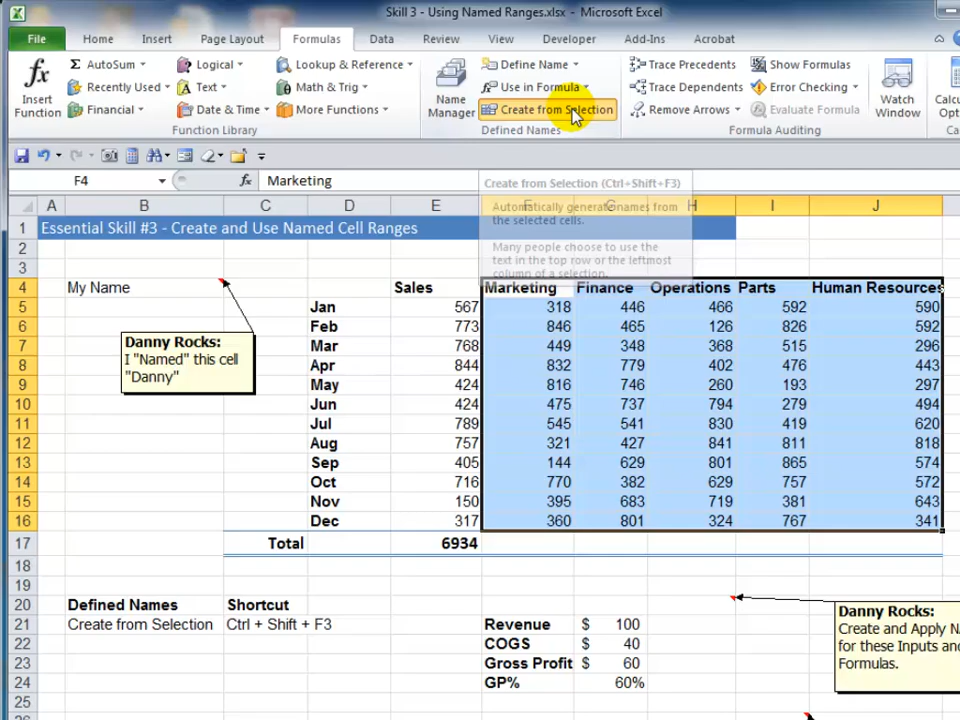 Skill 3 - Using Named Ranges.xlsx - Microsoft Excel
File Home Insert Page Layout Formulas Data Review View Developer Add-Ins Acrobat
Insert Function
Σ AutoSum
Recently Used
Financial
Logical
Text
Date & Time
Lookup & Reference
Math & Trig
More Functions
Function Library
Name Manager
Define Name
Use in Formula
Create from Selection
Defined Names
Trace Precedents
Trace Dependents
Remove Arrows
Show Formulas
Error Checking
Evaluate Formula
Formula Auditing
Watch Window
F4 fx Marketing
Create from Selection (Ctrl+Shift+F3)
Automatically generate names from
the selected cells.
Many people choose to use the
text in the top row or the leftmost
column of a selection.
A B C D E F G H I J
1 Essential Skill #3 - Create and Use Named Cell Ranges
2
3
4 My Name Sales Marketing Finance Operations Parts Human Resources
5 Jan 567 318 446 466 592 590
6 Feb 773 846 465 126 826 592
7 Mar 768 449 348 368 515 296
8 Apr 844 832 779 402 476 443
9 May 424 816 746 260 193 297
10 Jun 424 475 737 794 279 494
11 Jul 789 545 541 830 419 620
12 Aug 757 321 427 841 811 818
13 Sep 405 144 629 801 865 574
14 Oct 716 770 382 629 757 572
15 Nov 150 395 683 719 381 643
16 Dec 317 360 801 324 767 341
17 Total 6934
Danny Rocks:
I "Named" this cell
"Danny"
18
19
20 Defined Names Shortcut
21 Create from Selection Ctrl + Shift + F3 Revenue $ 100
22 COGS $ 40
23 Gross Profit $ 60
24 GP% 60%
25
Danny Rocks:
Create and Apply
for these Inputs
Formulas.